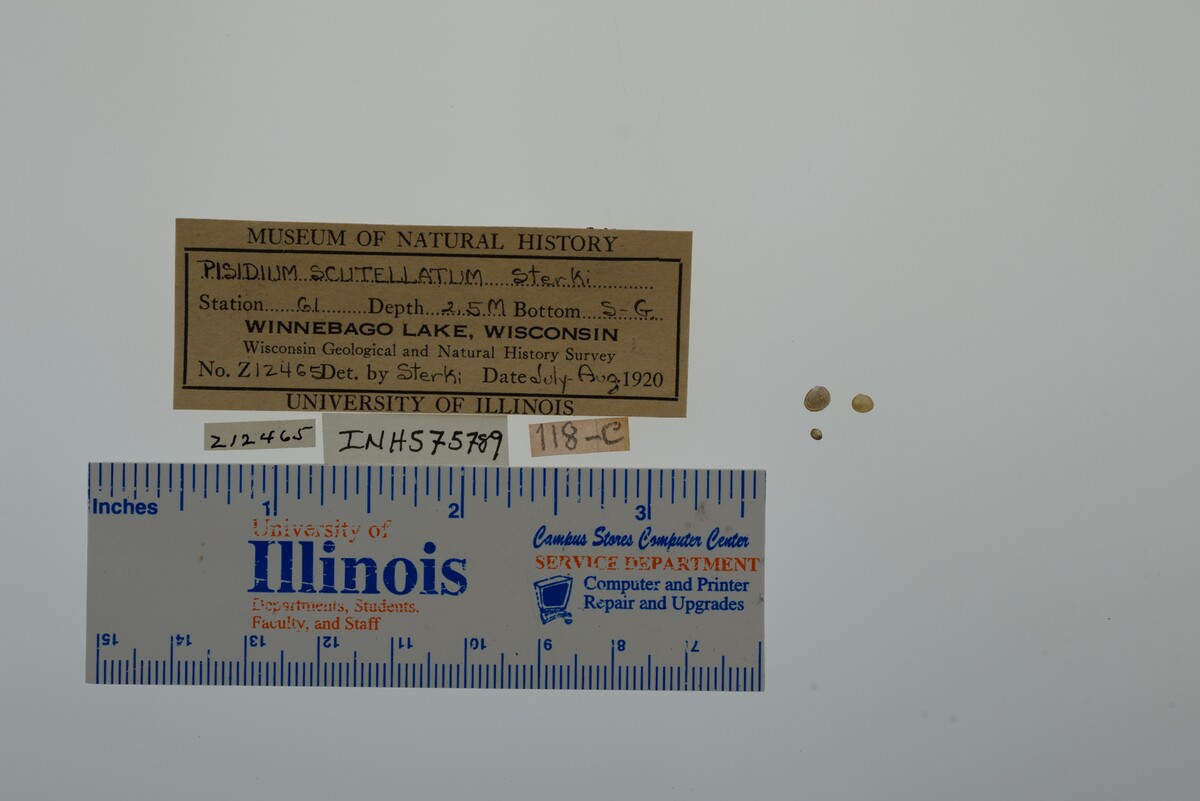 MUSEUM OF NATURAL HISTORY
PISIDIUM SCUTELLATUM Sterki
Station 61 Depth 2.5M Bottom S-G
WINNEBAGO LAKE, WISCONSIN
Wisconsin Geological and Natural History Survey
No. Z12465 Det. by Sterki Date July-Aug 1920
UNIVERSITY OF ILLINOIS
Z12465 INHS75789 118-C
Inches 1 2 3
University of
Illinois
Departments, Students,
Faculty, and Staff
Campus Stores Computer Center
SERVICE DEPARTMENT
Computer and Printer
Repair and Upgrades
15 14 13 12 11 10 9 8 7